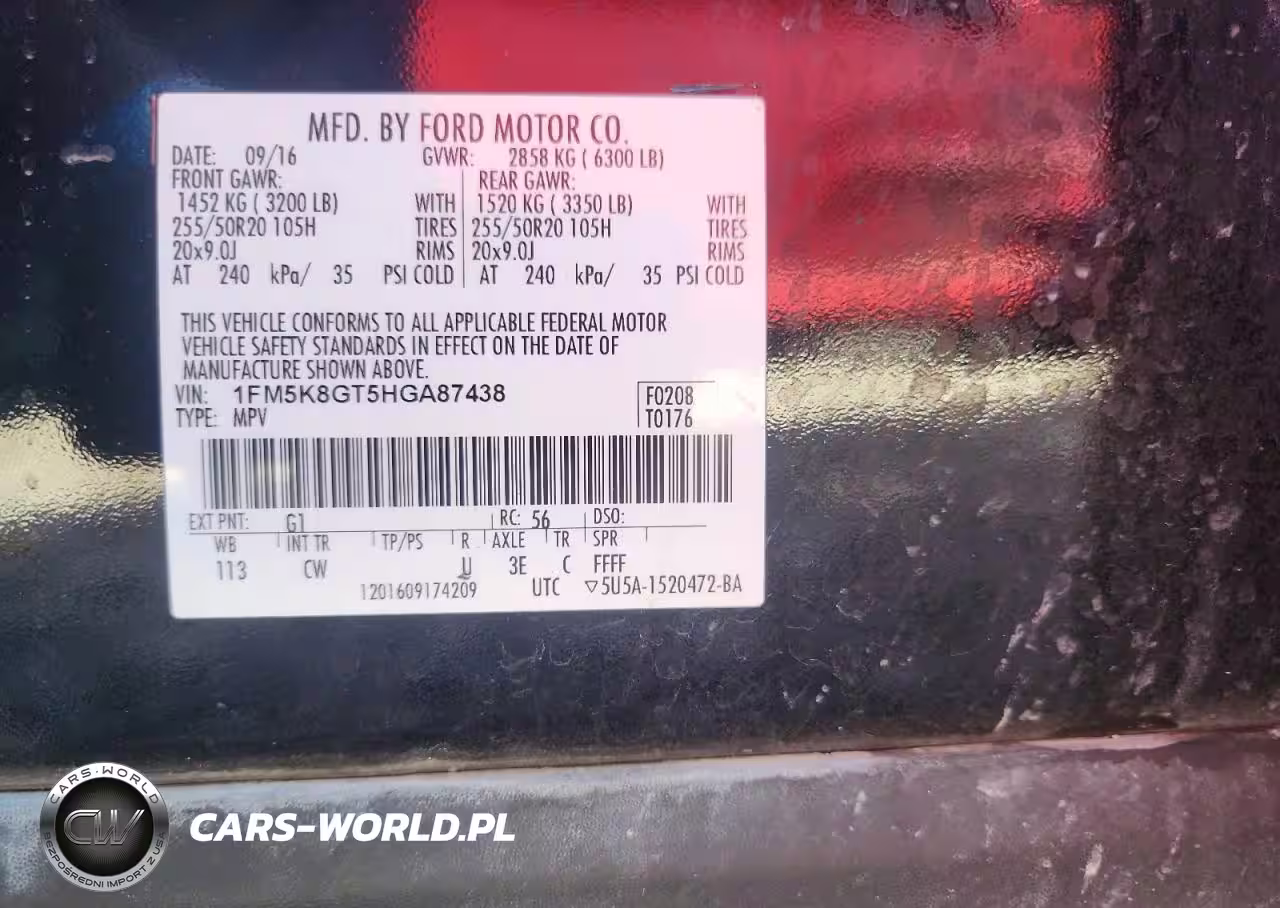 MFD. BY FORD MOTOR CO.
DATE: 09/16 GVWR: 2858 KG ( 6300 LB)
FRONT GAWR: REAR GAWR:
1452 KG ( 3200 LB) WITH 1520 KG ( 3350 LB) WITH
255/50R20 105H TIRES 255/50R20 105H TIRES
20x9.0J RIMS 20x9.0J RIMS
AT 240 kPa/ 35 PSI COLD AT 240 kPa/ 35 PSI COLD
THIS VEHICLE CONFORMS TO ALL APPLICABLE FEDERAL MOTOR
VEHICLE SAFETY STANDARDS IN EFFECT ON THE DATE OF
MANUFACTURE SHOWN ABOVE.
VIN: 1FM5K8GT5HGA87438 F0208
TYPE: MPV T0176
EXT PNT: G1 RC: 56 DSO:
WB INT TR TP/PS R AXLE TR SPR
113 CW U 3E C FFFF
1201609174209 UTC ▽5U5A-1520472-BA
CARS-WORLD
CW
BEZPOŚREDNI IMPORT Z USA
CARS-WORLD.PL